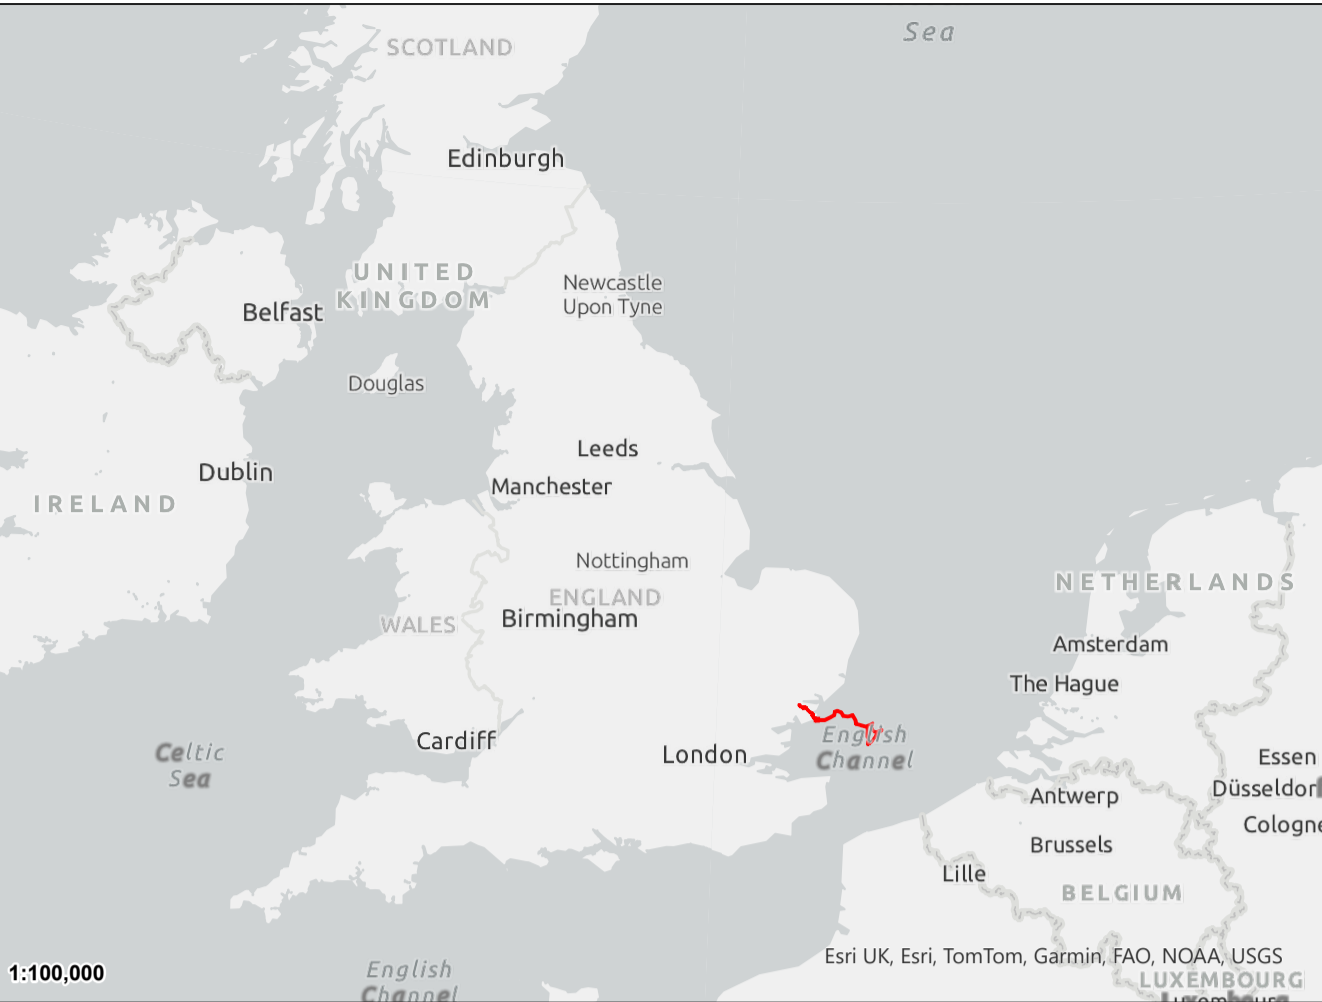 Sea
SCOTLAND
Edinburgh
UNITED
KINGDOM
Newcastle
Upon Tyne
Belfast
Douglas
Leeds
Dublin
Manchester
IRELAND
Nottingham
NETHERLANDS
ENGLAND
Birmingham
WALES
Amsterdam
The Hague
English
Channel
Cardiff
London
Celtic
Sea
Essen
Düsseldorf
Antwerp
Cologne
Brussels
Lille
BELGIUM
Esri UK, Esri, TomTom, Garmin, FAO, NOAA, USGS
1:100,000
English
Channel
LUXEMBOURG
Luxembourg